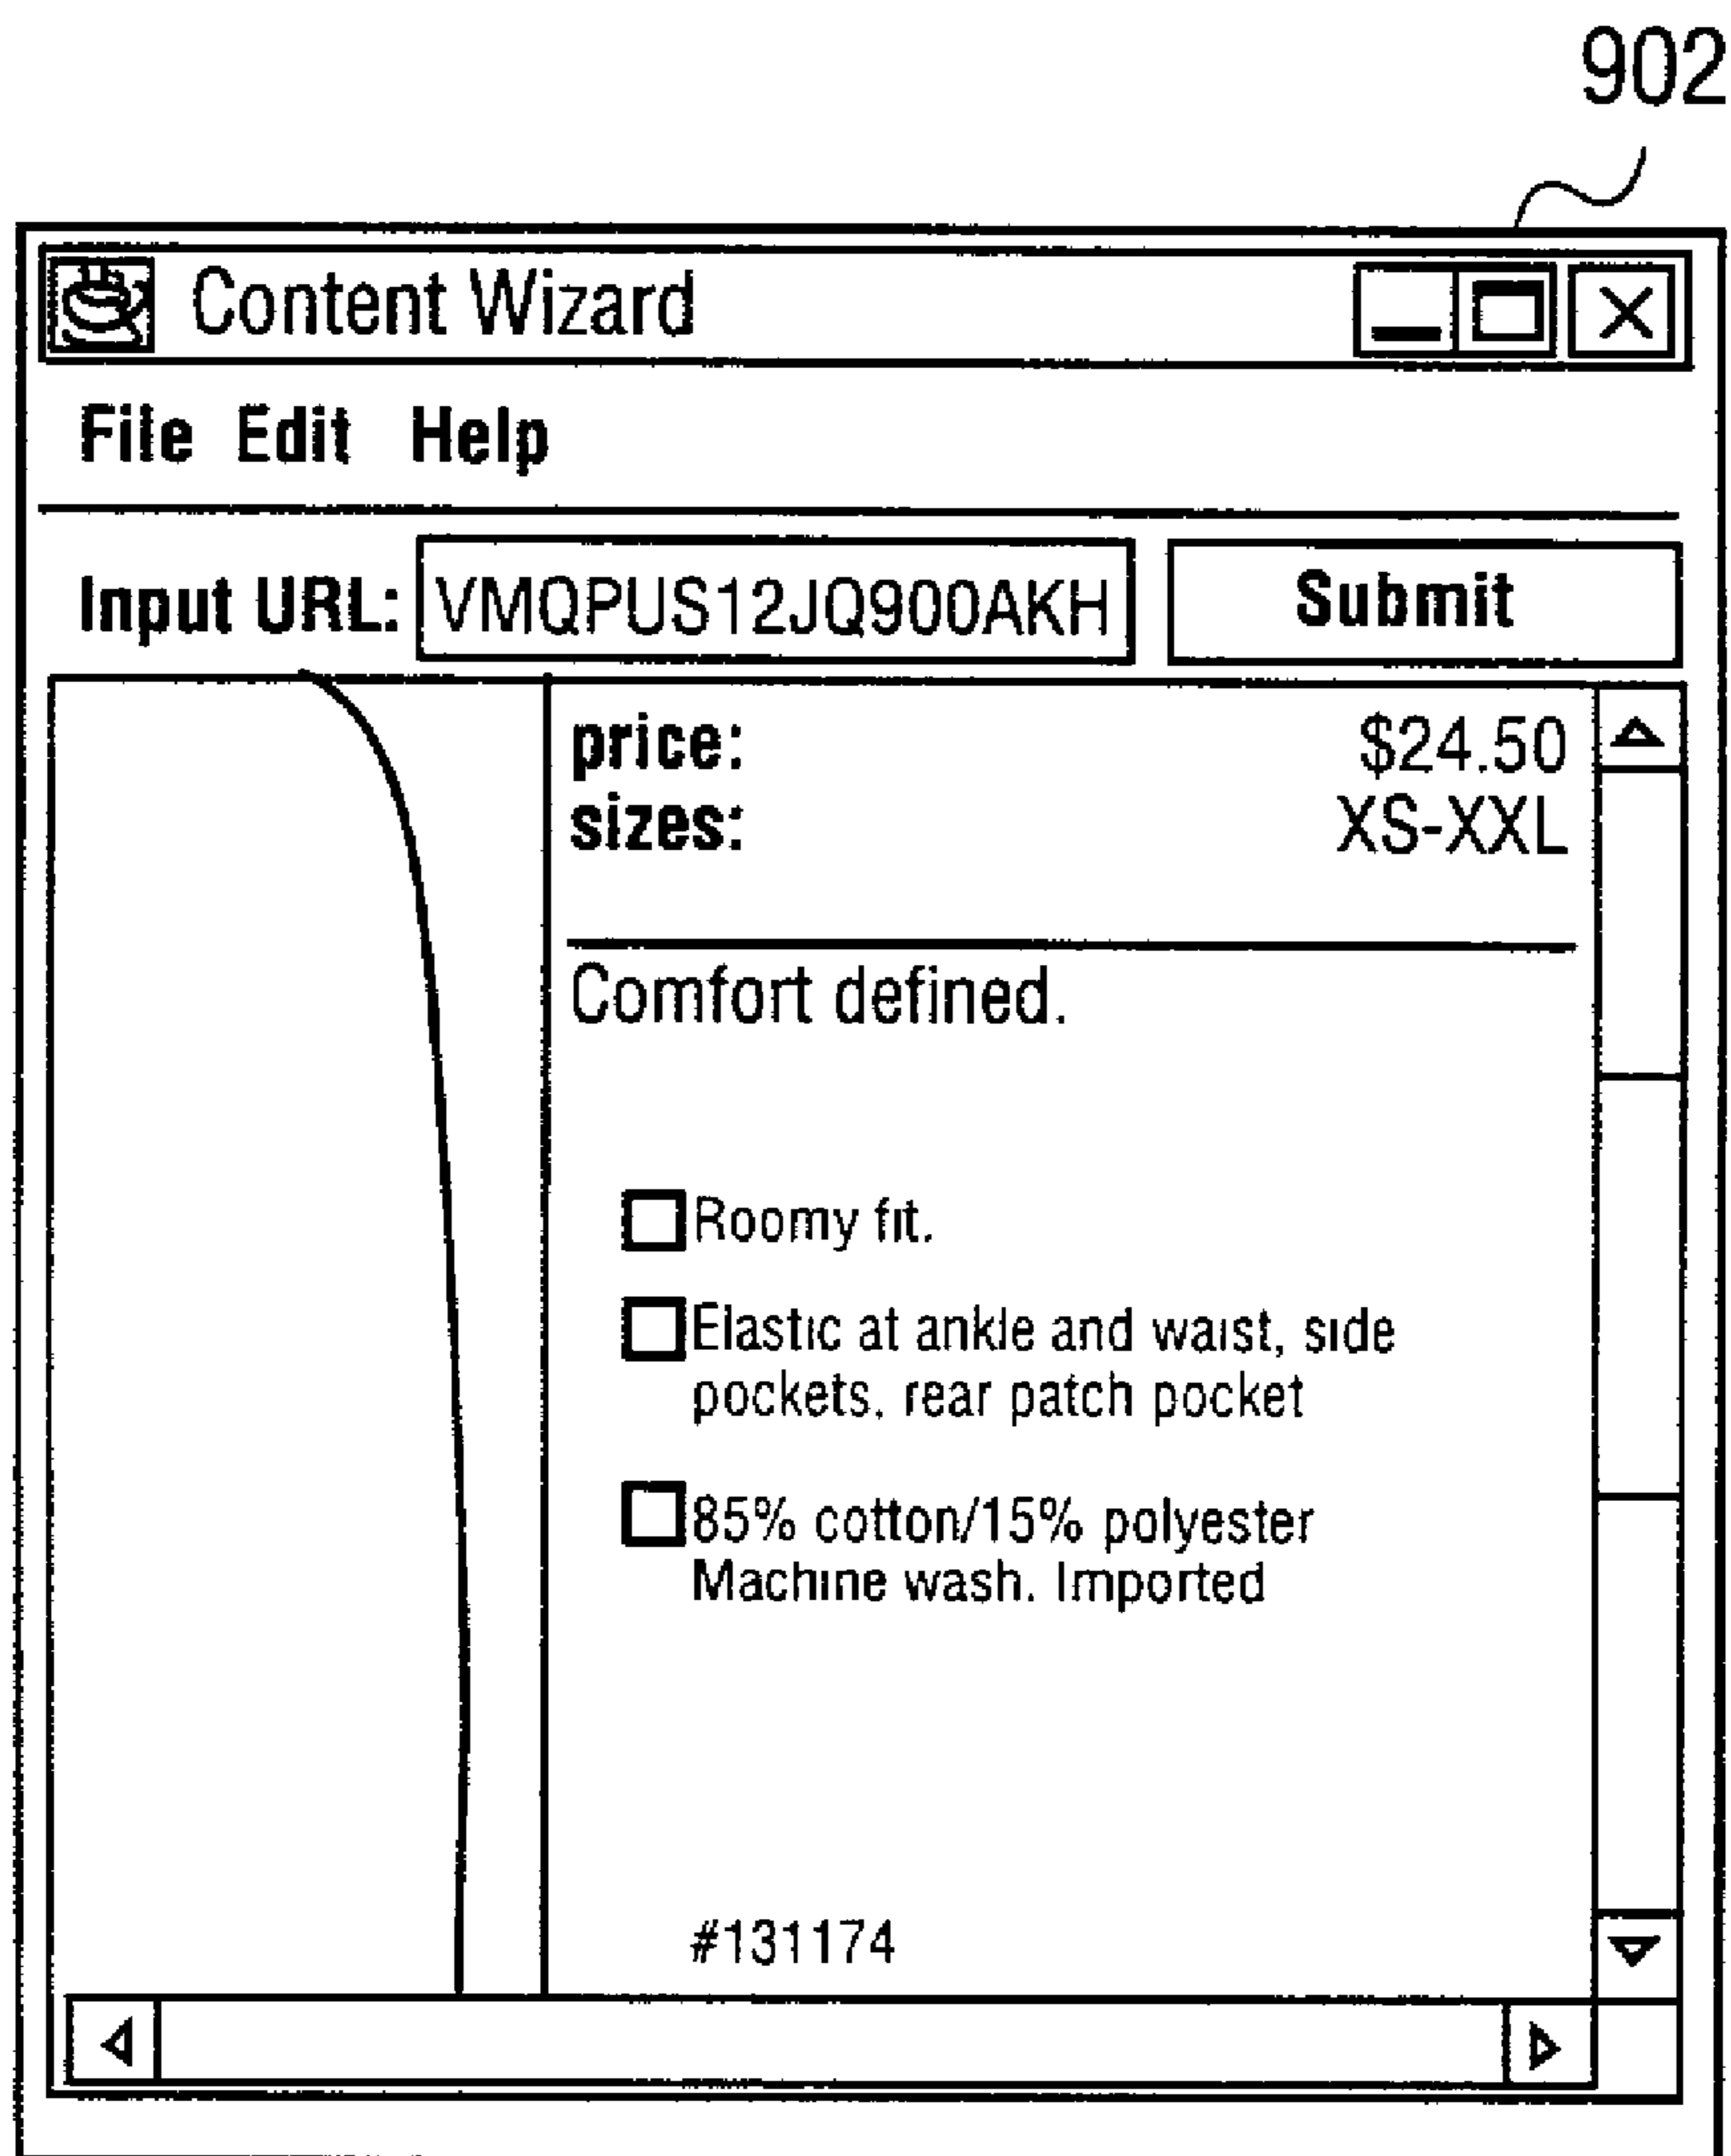 902
Content Wizard
File Edit Help
Input URL: VMQPUS12JQ900AKH Submit
price: $24.50
sizes: XS-XXL
Comfort defined.
Roomy fit.
Elastic at ankle and waist, side
pockets, rear patch pocket
85% cotton/15% polyester
Machine wash. Imported
#131174